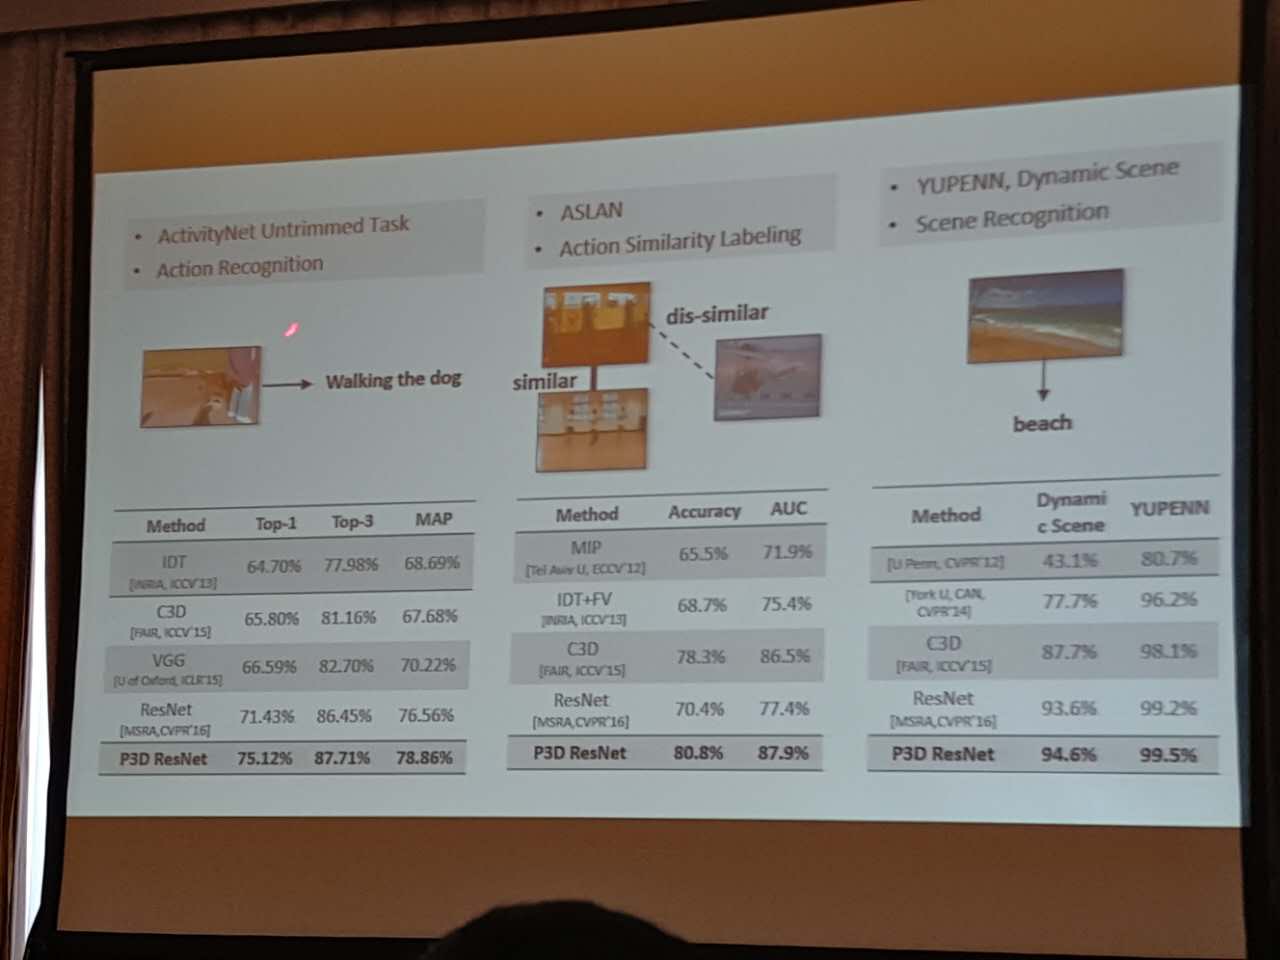 • ActivityNet Untrimmed Task
• Action Recognition
Walking the dog
Method Top-1 Top-3 MAP
IDT
[INRIA, ICCV'13] 64.70% 77.98% 68.69%
C3D
[FAIR, ICCV'15] 65.80% 81.16% 67.68%
VGG
[U of Oxford, ICLR'15] 66.59% 82.70% 70.22%
ResNet
[MSRA,CVPR'16] 71.43% 86.45% 76.56%
P3D ResNet 75.12% 87.71% 78.86%
• ASLAN
• Action Similarity Labeling
dis-similar
similar
Method Accuracy AUC
MIP
[Tel Aviv U, ECCV'12] 65.5% 71.9%
IDT+FV
[INRIA, ICCV'13] 68.7% 75.4%
C3D
[FAIR, ICCV'15] 78.3% 86.5%
ResNet
[MSRA,CVPR'16] 70.4% 77.4%
P3D ResNet 80.8% 87.9%
• YUPENN, Dynamic Scene
• Scene Recognition
beach
Method Dynami
c Scene YUPENN
[U Penn, CVPR'12] 43.1% 80.7%
[York U, CAN,
CVPR'14] 77.7% 96.2%
C3D
[FAIR, ICCV'15] 87.7% 98.1%
ResNet
[MSRA,CVPR'16] 93.6% 99.2%
P3D ResNet 94.6% 99.5%